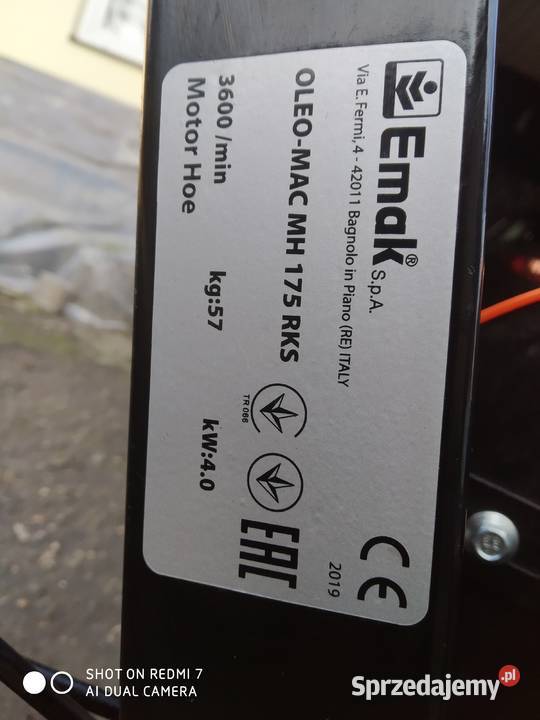 Emak® S.p.A.
Via E. Fermi, 4 - 42011 Bagnolo in Piano (RE) ITALY
OLEO-MAC MH 175 RKS
TR 066
3600 /min
kg:57
kW:4.0
Motor Hoe
EAC
CE
2019
SHOT ON REDMI 7
AI DUAL CAMERA
Sprzedajemy.pl